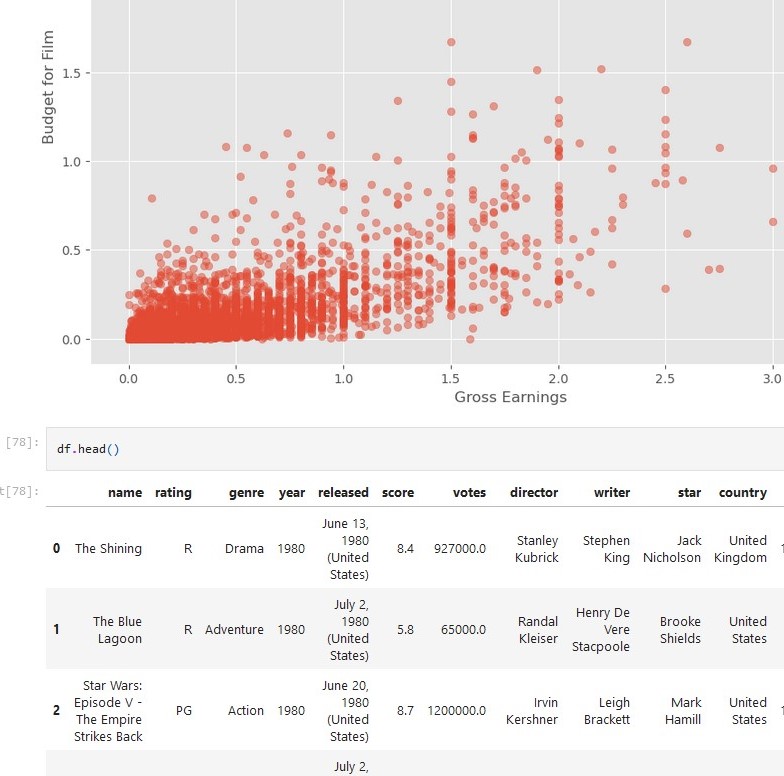 Budget for Film
1.5
1.0
0.5
0.0
0.0 0.5 1.0 1.5 2.0 2.5 3.0
Gross Earnings
[78]: df.head()
t[78]:
name rating genre year released score votes director writer star country
0 The Shining R Drama 1980 June 13, 1980 (United States) 8.4 927000.0 Stanley Kubrick Stephen King Jack Nicholson United Kingdom
1 The Blue Lagoon R Adventure 1980 July 2, 1980 (United States) 5.8 65000.0 Randal Kleiser Henry De Vere Stacpoole Brooke Shields United States
2 Star Wars: Episode V - The Empire Strikes Back PG Action 1980 June 20, 1980 (United States) 8.7 1200000.0 Irvin Kershner Leigh Brackett Mark Hamill United States
July 2,